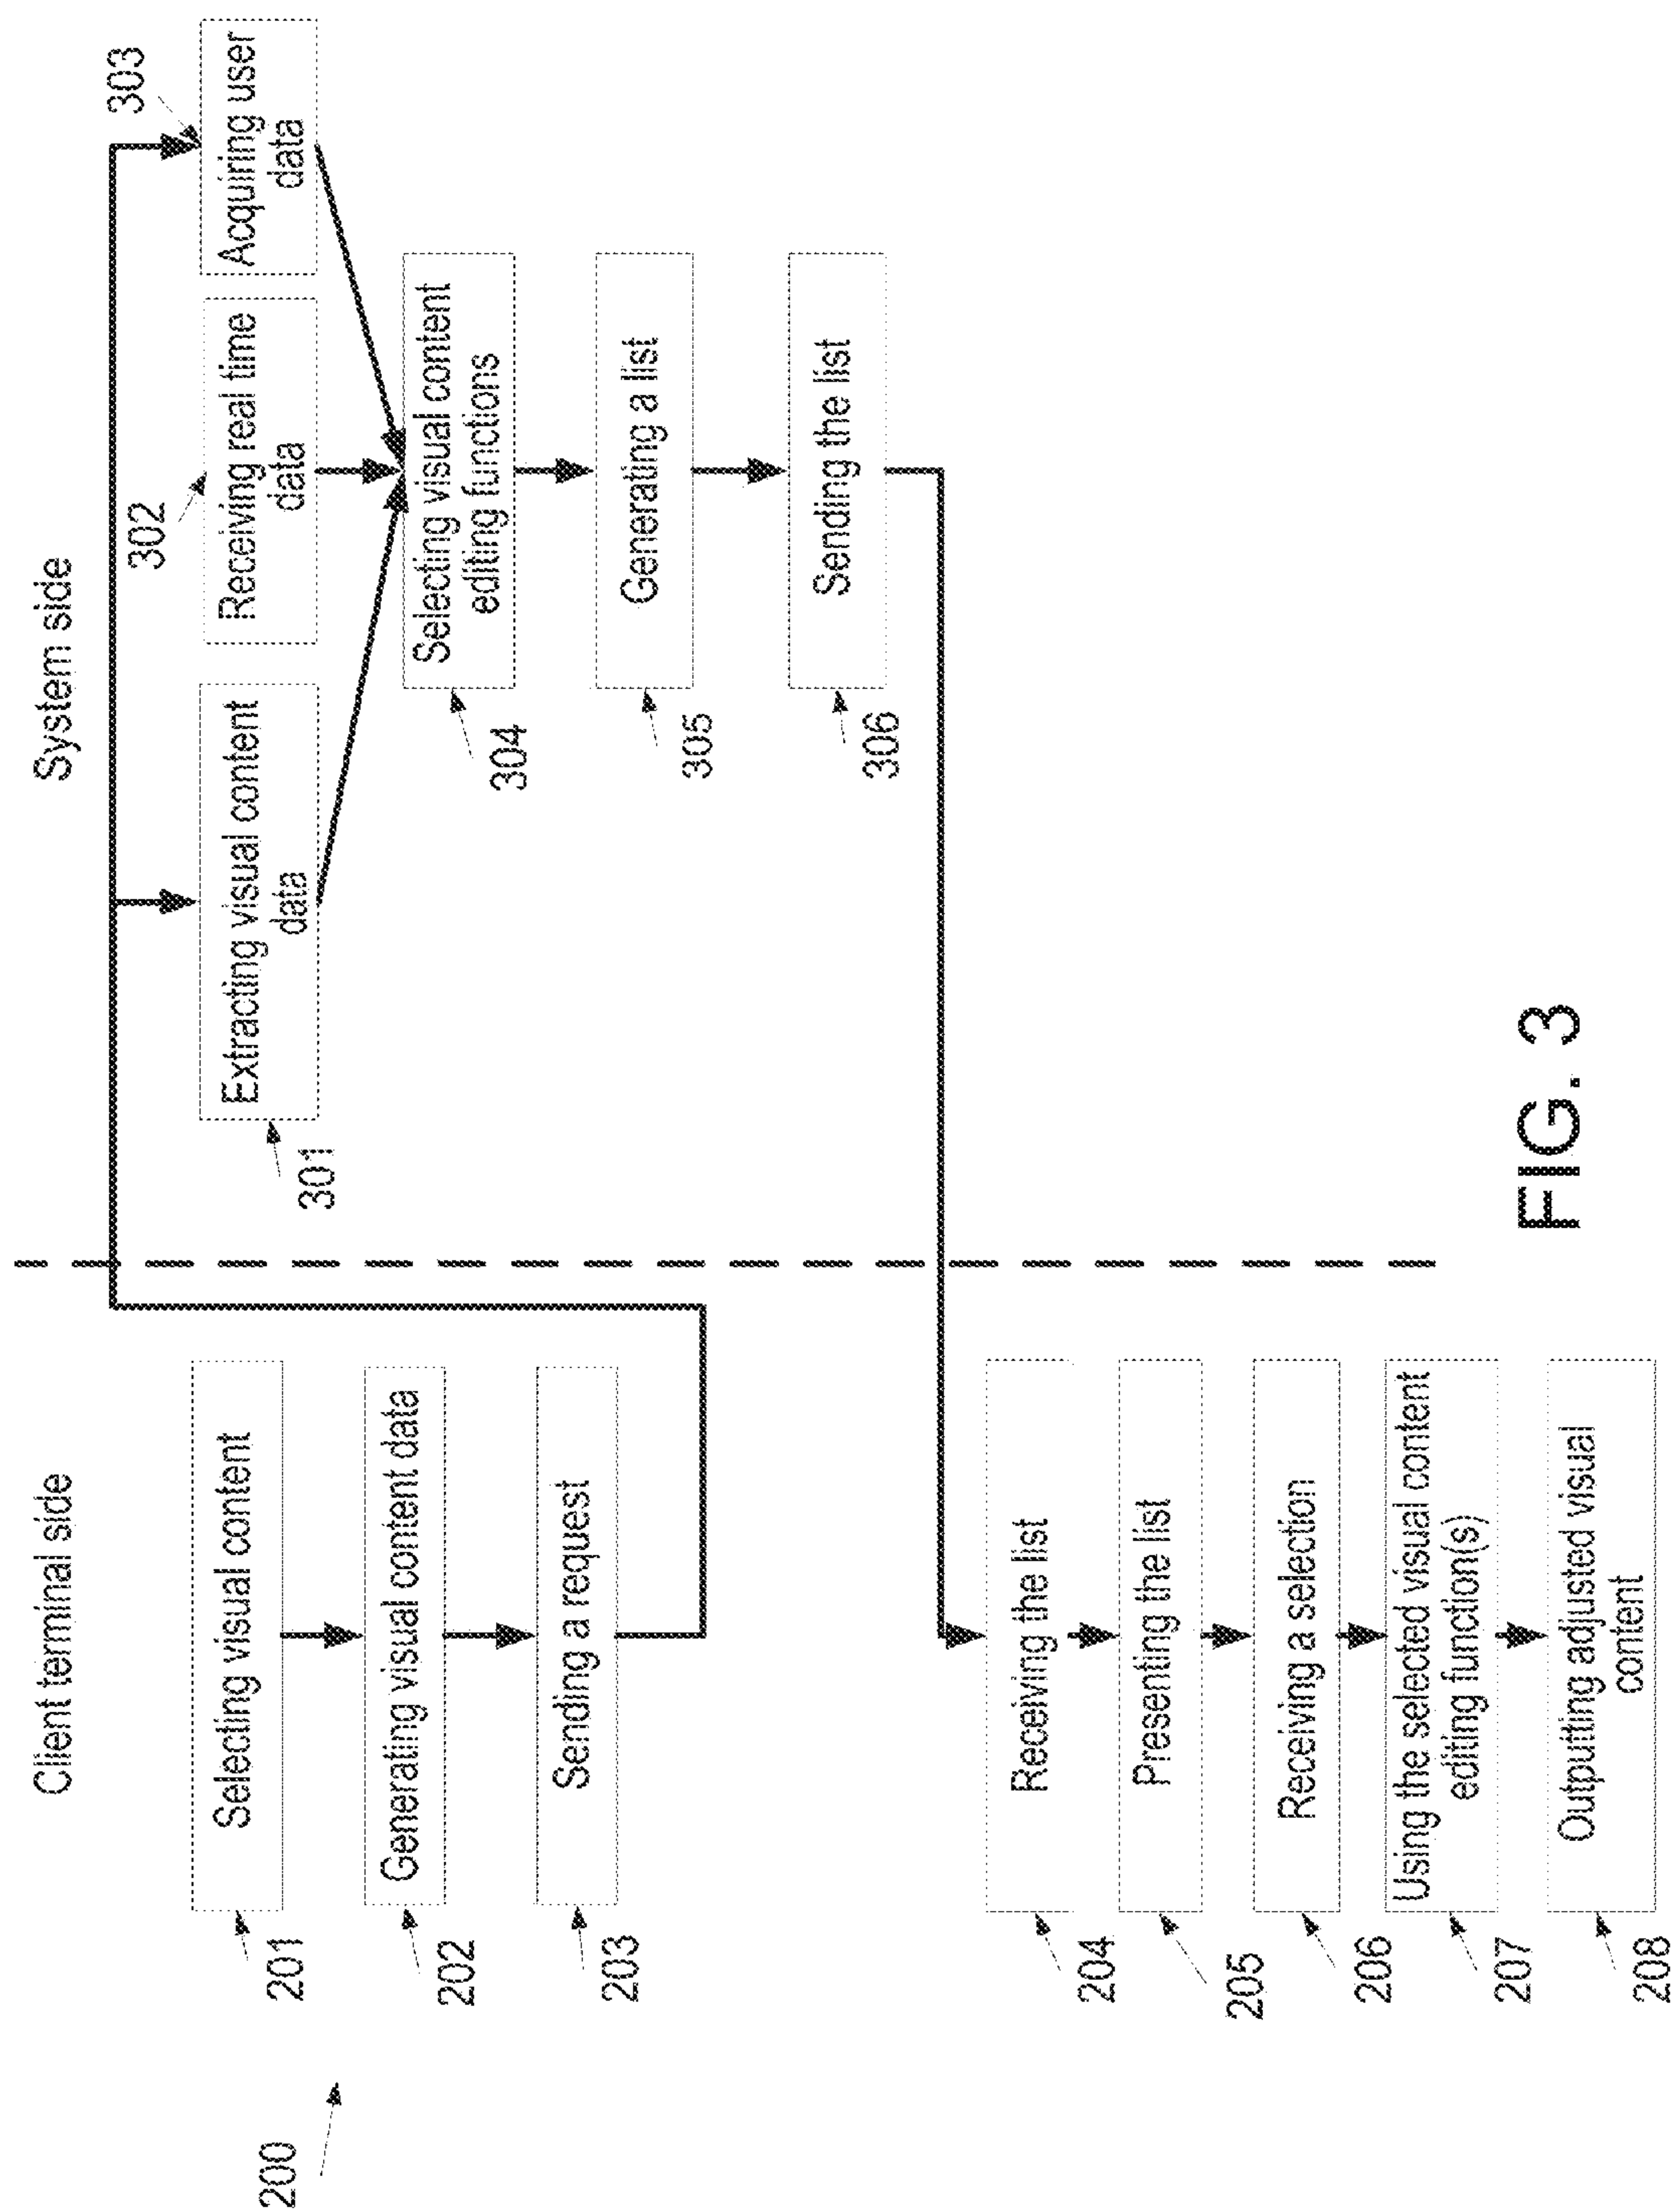 Client terminal side
System side
200
201
Selecting visual content
202
Generating visual content data
203
Sending a request
301
Extracting visual content
data
302
Receiving real time
data
303
Acquiring user
data
304
Selecting visual content
editing functions
305
Generating a list
306
Sending the list
204
Receiving the list
205
Presenting the list
206
Receiving a selection
207
Using the selected visual content
editing function(s)
208
Outputting adjusted visual
content
FIG. 3